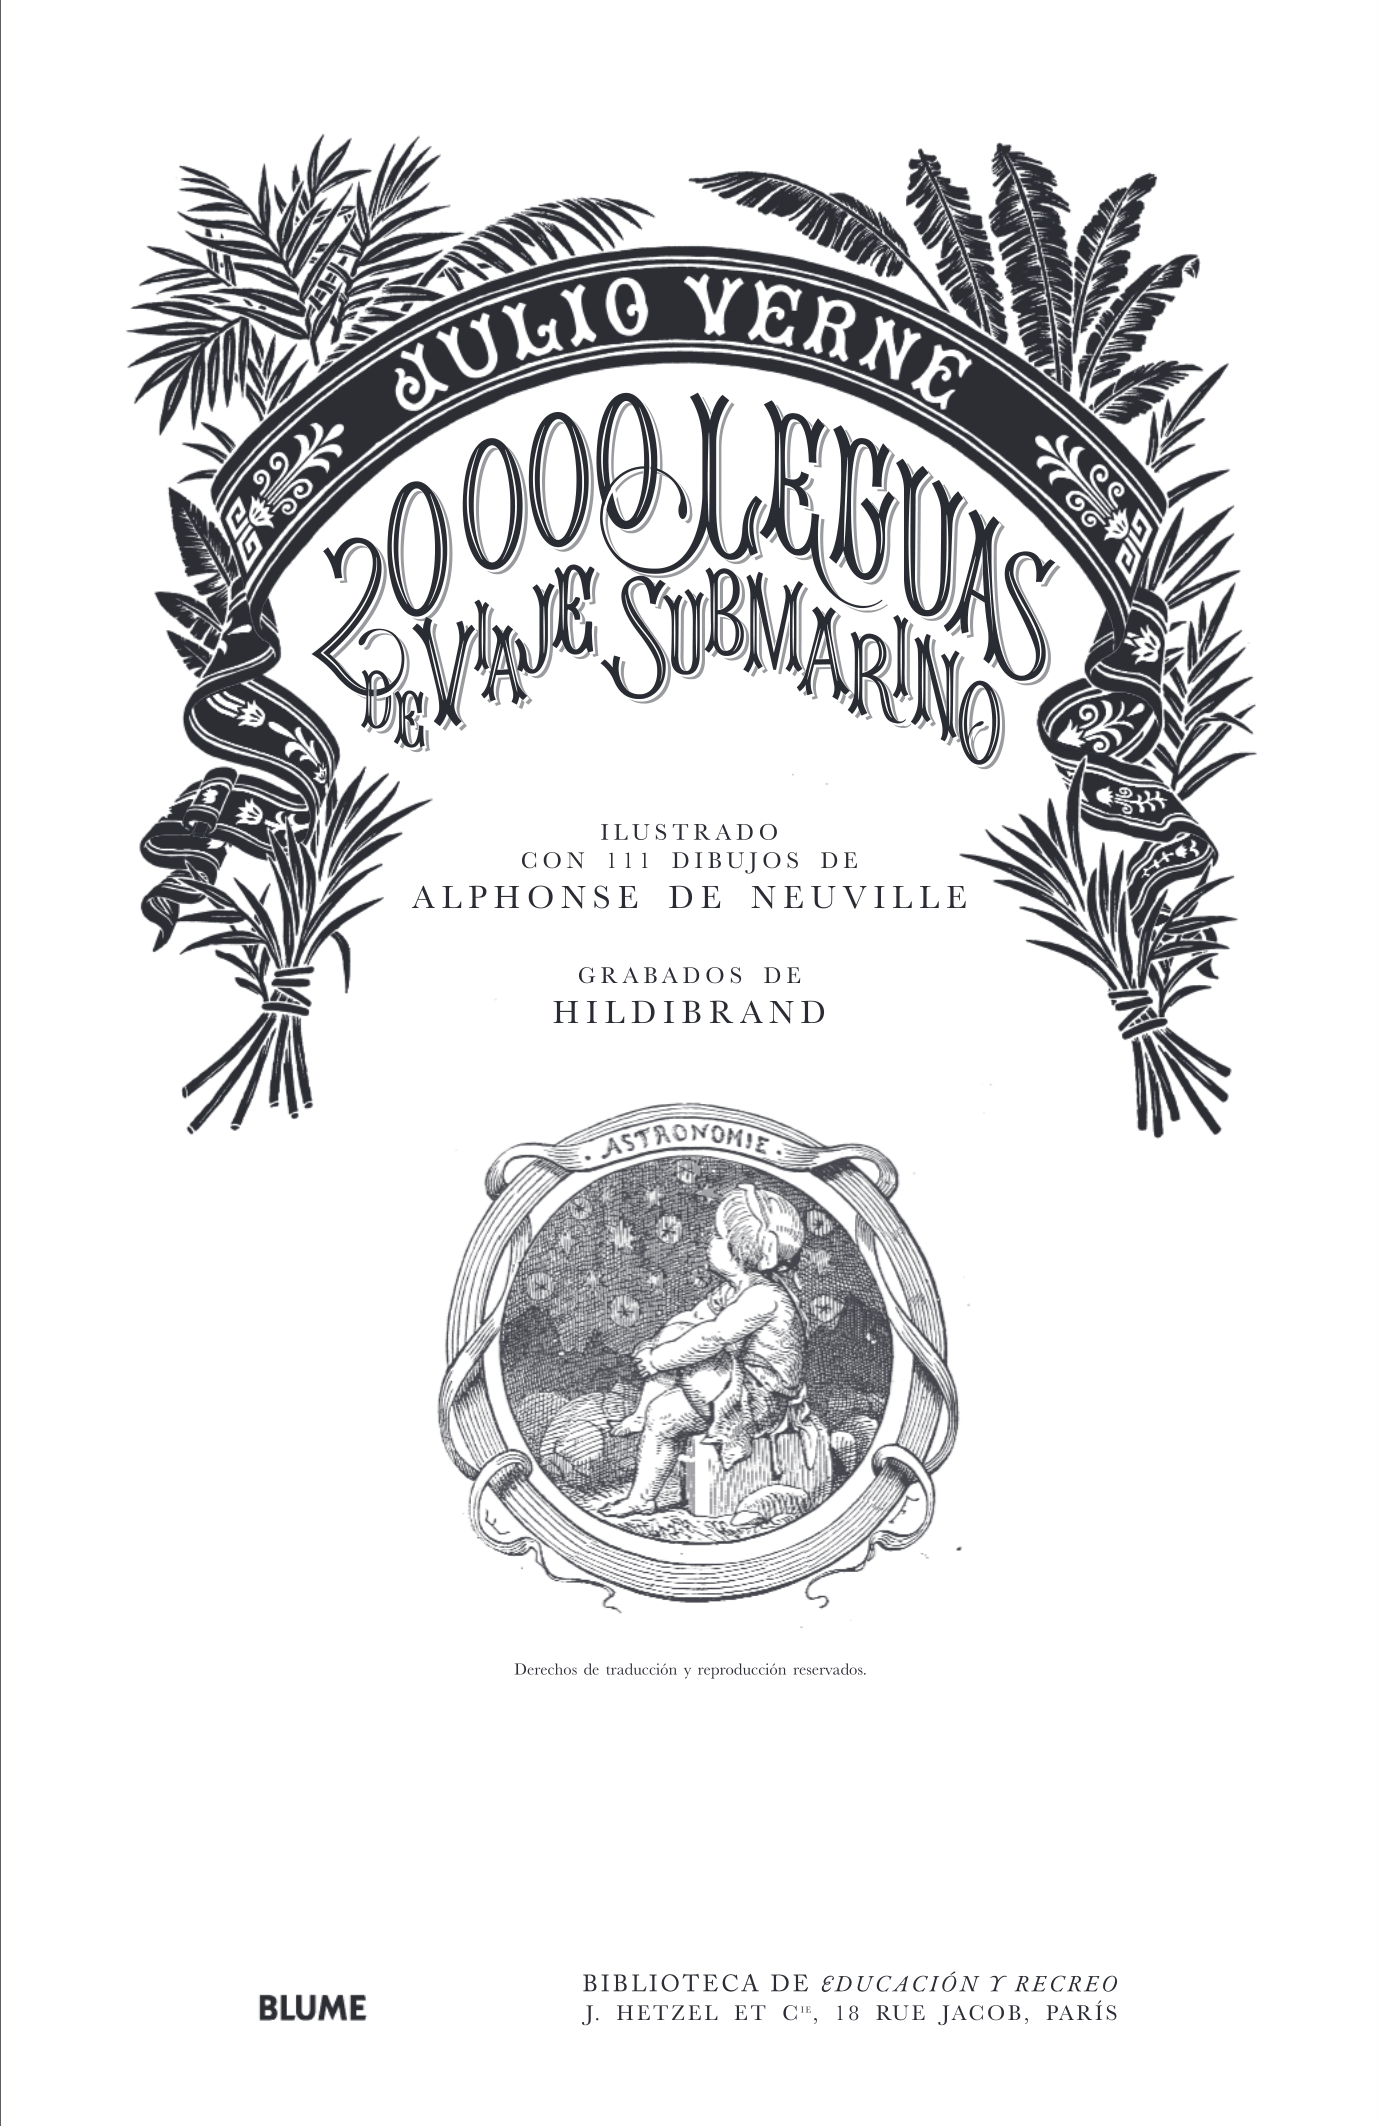 JULIO VERNE
20 000 LEGUAS
DE VIAJE SUBMARINO
ILUSTRADO
CON 111 DIBUJOS DE
ALPHONSE DE NEUVILLE
GRABADOS DE
HILDIBRAND
· ASTRONOMIE ·
Derechos de traducción y reproducción reservados.
BLUME
BIBLIOTECA DE EDUCACIÓN Y RECREO
J. HETZEL ET CIE, 18 RUE JACOB, PARÍS